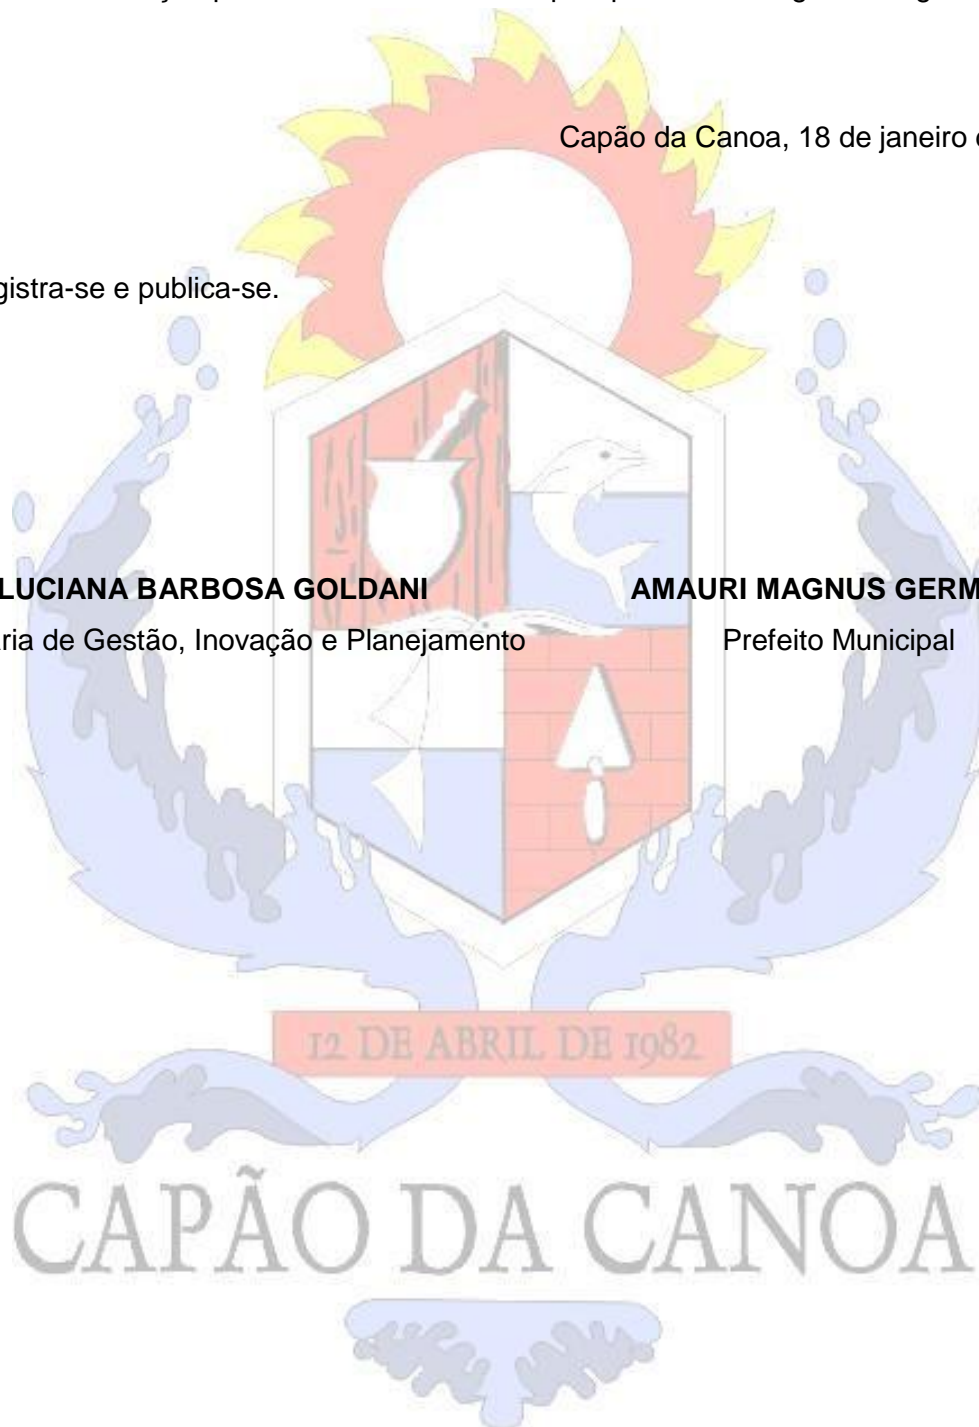 Capão da Canoa, 18 de janeiro
gistra-se e publica-se.
LUCIANA BARBOSA GOLDANI
AMAURI MAGNUS GERM
ria de Gestão, Inovação e Planejamento
Prefeito Municipal
12 DE ABRIL DE 1982
CAPÃO DA CANOA